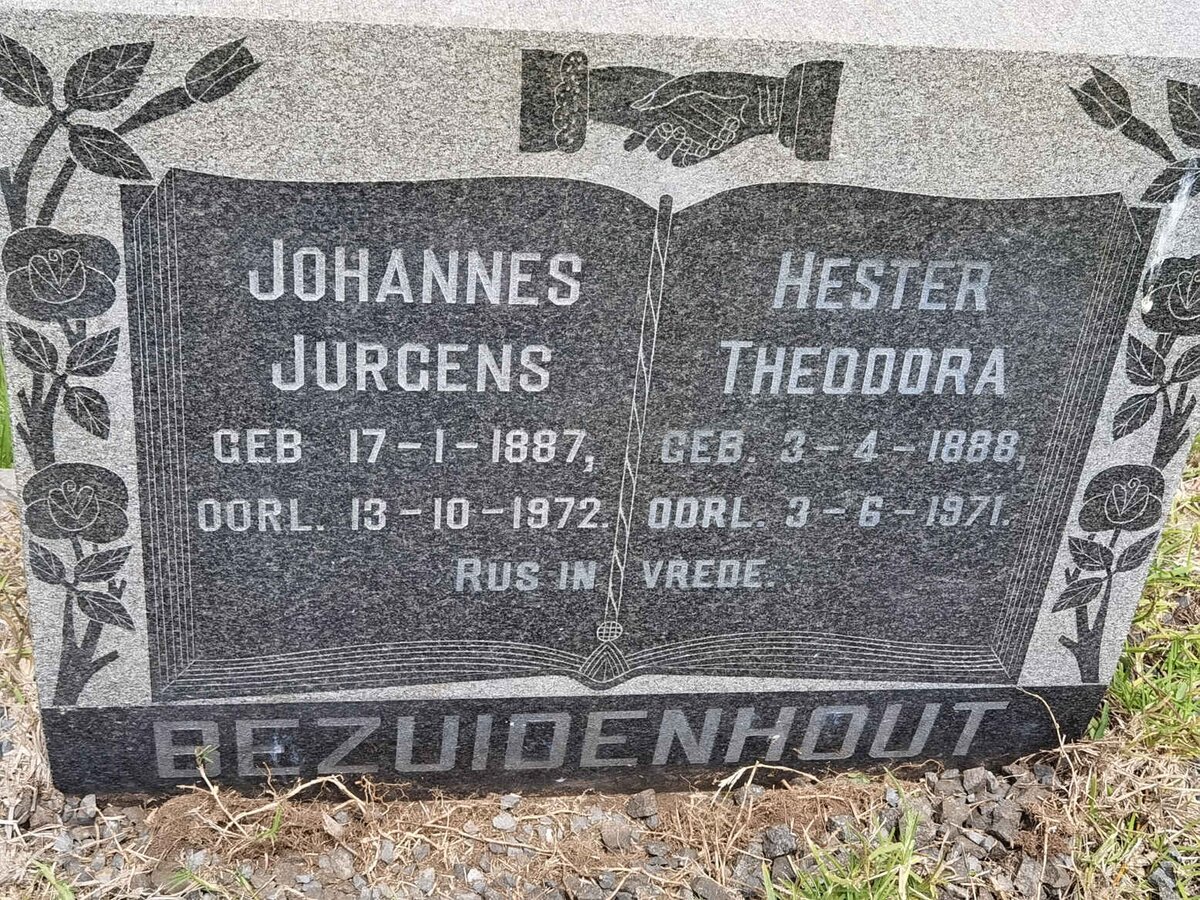 JOHANNES
JURGENS
GEB 17-1-1887,
OORL. 13-10-1972.
HESTER
THEODORA
GEB. 3-4-1888,
OORL. 3-6-1971.
RUS IN VREDE.
BEZUIDENHOUT